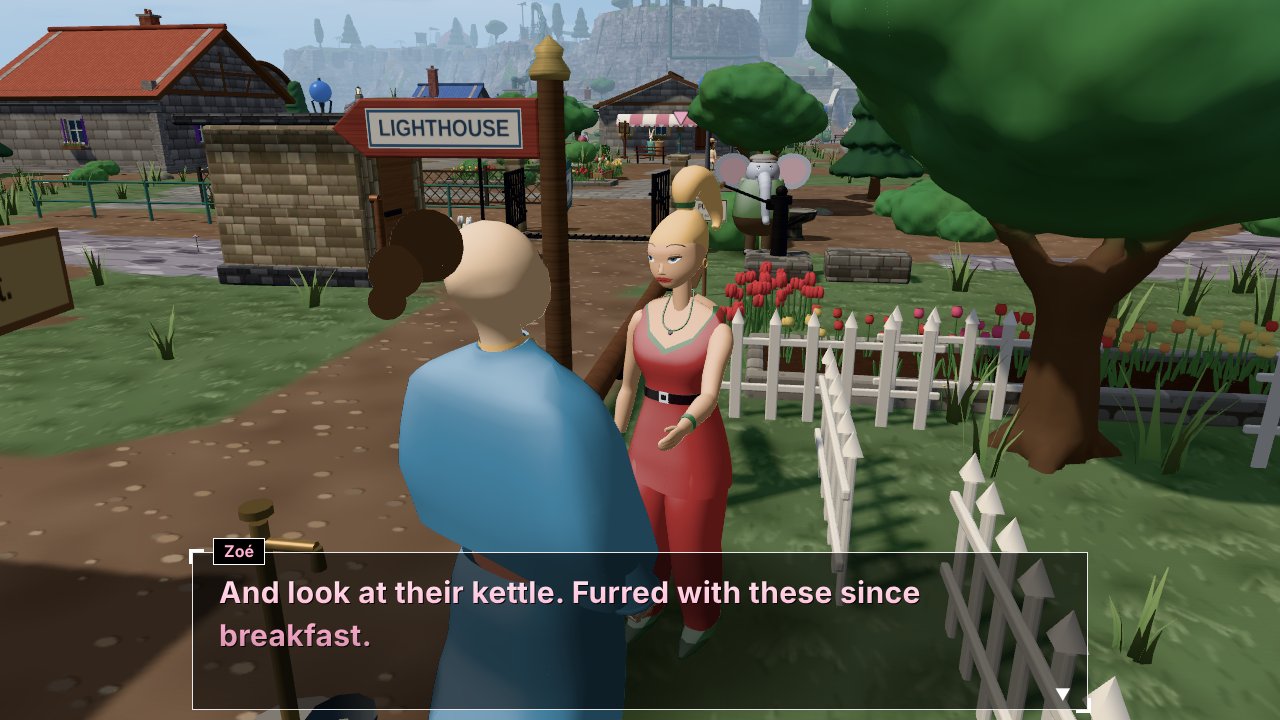 LIGHTHOUSE
Zoé
And look at their kettle. Furred with these since
breakfast.